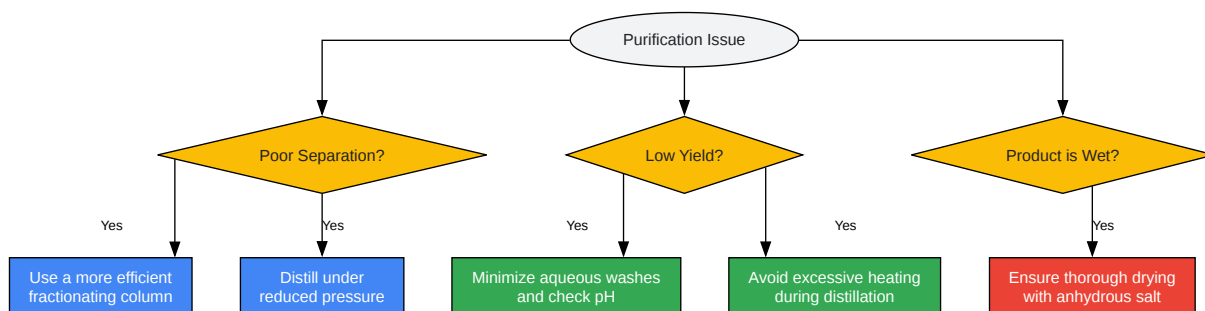 Purification Issue
Poor Separation?
Low Yield?
Product is Wet?
Yes
Yes
Yes
Yes
Yes
Use a more efficient
fractionating column
Distill under
reduced pressure
Minimize aqueous washes
and check pH
Avoid excessive heating
during distillation
Ensure thorough drying
with anhydrous salt